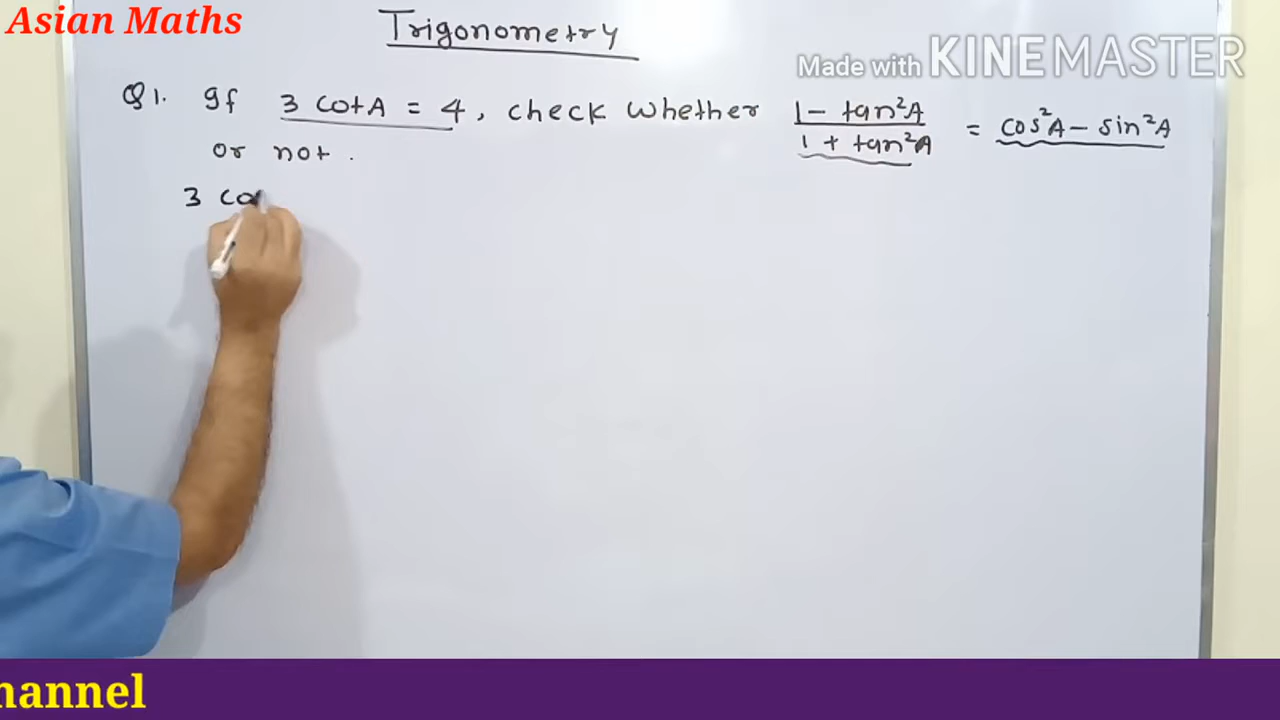 Asian Maths
Trigonometry
Made with KINEMASTER
Q1. If 3 cotA = 4, check whether 1 - tan²A / 1 + tan²A = cos²A - sin²A
or not.
3 co
hannel